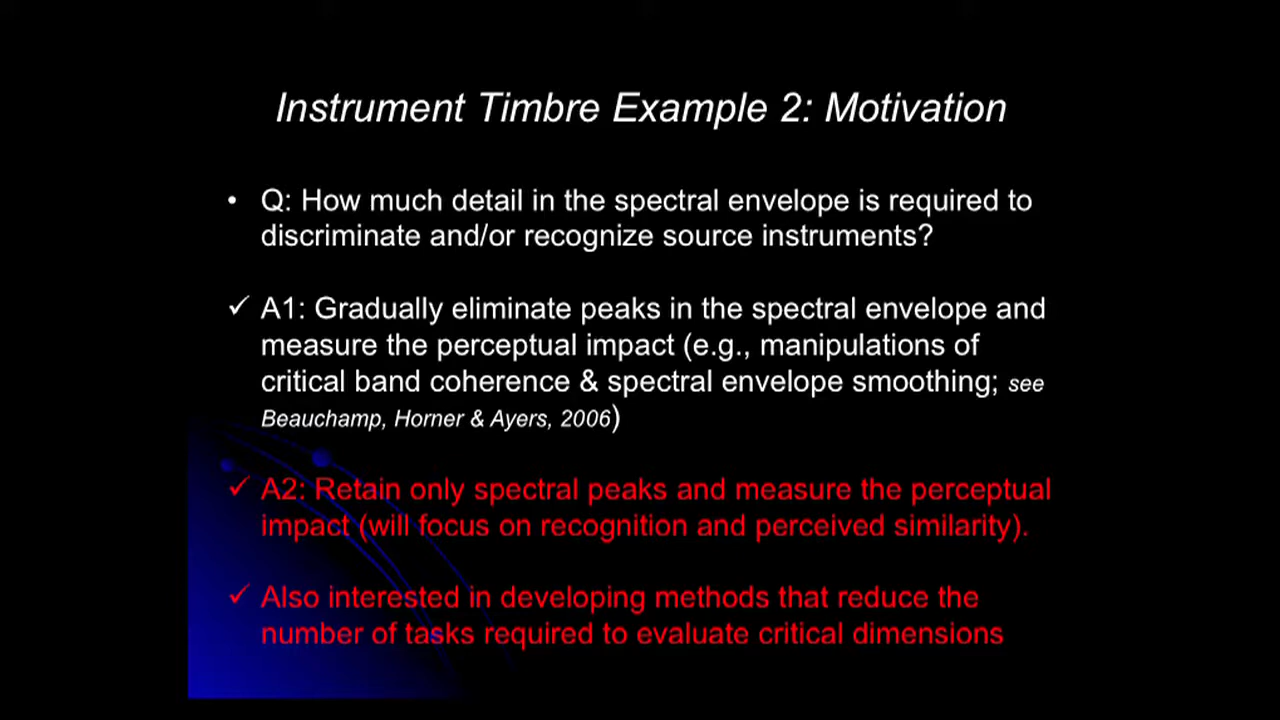 Instrument Timbre Example 2: Motivation
• Q: How much detail in the spectral envelope is required to
discriminate and/or recognize source instruments?
✓ A1: Gradually eliminate peaks in the spectral envelope and
measure the perceptual impact (e.g., manipulations of
critical band coherence & spectral envelope smoothing; see
Beauchamp, Horner & Ayers, 2006)
✓ A2: Retain only spectral peaks and measure the perceptual
impact (will focus on recognition and perceived similarity).
✓ Also interested in developing methods that reduce the
number of tasks required to evaluate critical dimensions